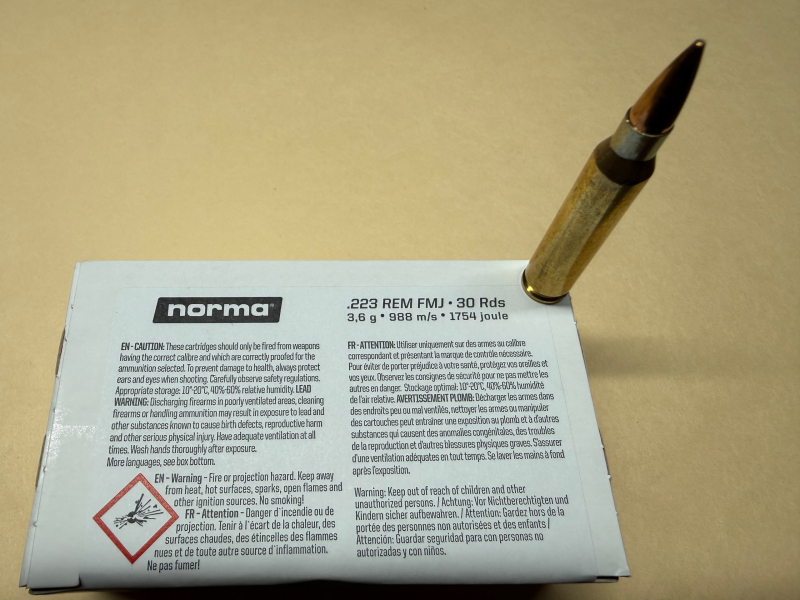 norma
.223 REM FMJ • 30 Rds
3,6 g • 988 m/s • 1754 joule
EN - CAUTION: These cartridges should only be fired from weapons
having the correct calibre and which are correctly proofed for the
ammunition selected. To prevent damage to health, always protect
ears and eyes when shooting. Carefully observe safety regulations.
Appropriate storage: 10°-20°C, 40%-60% relative humidity. LEAD
WARNING: Discharging firearms in poorly ventilated areas, cleaning
firearms or handling ammunition may result in exposure to lead and
other substances known to cause birth defects, reproductive harm
and other serious physical injury. Have adequate ventilation at all
times. Wash hands thoroughly after exposure.
More languages, see box bottom.
EN - Warning - Fire or projection hazard. Keep away
from heat, hot surfaces, sparks, open flames and
other ignition sources. No smoking!
FR - Attention - Danger d'incendie ou de
projection. Tenir à l'écart de la chaleur, des
surfaces chaudes, des étincelles des flammes
nues et de toute autre source d'inflammation.
Ne pas fumer!
FR - ATTENTION: Utiliser uniquement sur des armes au calibre
correspondant et présentant la marque de contrôle nécessaire.
Pour éviter de porter préjudice à votre santé, protégez vos oreilles et
vos yeux. Observez les consignes de sécurité pour ne pas mettre les
autres en danger. Stockage optimal: 10°-20°C, 40%-60% humidité
de l'air relative. AVERTISSEMENT PLOMB: Décharger les armes dans
des endroits peu ou mal ventilés, nettoyer les armes ou manipuler
des cartouches peut entraîner une exposition au plomb et à d'autres
substances qui causent des anomalies congénitales, des troubles
de la reproduction et d'autres blessures physiques graves. S'assurer
d'une ventilation adéquates en tout temps. Se laver les mains à fond
après l'exposition.
Warning: Keep out of reach of children and other
unauthorized persons. / Achtung: Vor Nichtberechtigten und
Kindern sicher aufbewahren. / Attention: Gardez hors de la
portée des personnes non autorisées et des enfants /
Attención: Guardar seguridad para con personas no
autorizadas y con niños.